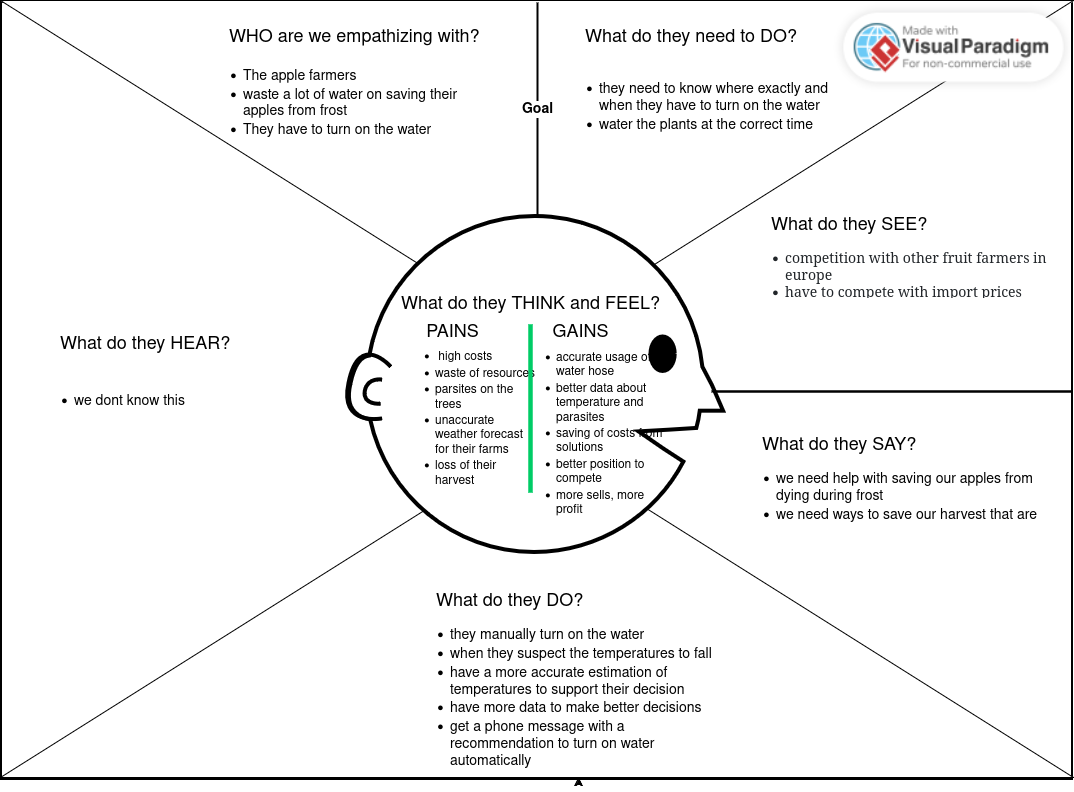 WHO are we empathizing with?
• The apple farmers
• waste a lot of water on saving their
apples from frost
• They have to turn on the water
Goal
What do they need to DO?
• they need to know where exactly and
when they have to turn on the water
• water the plants at the correct time
Made with
Visual Paradigm
For non-commercial use
What do they SEE?
• competition with other fruit farmers in
europe
• have to compete with import prices
What do they HEAR?
• we dont know this
What do they THINK and FEEL?
PAINS
• high costs
• waste of resources
• parsites on the
trees
• unaccurate
weather forecast
for their farms
• loss of their
harvest
GAINS
• accurate usage of
water hose
• better data about
temperature and
parasites
• saving of costs from
solutions
• better position to
compete
• more sells, more
profit
What do they SAY?
• we need help with saving our apples from
dying during frost
• we need ways to save our harvest that are
What do they DO?
• they manually turn on the water
• when they suspect the temperatures to fall
• have a more accurate estimation of
temperatures to support their decision
• have more data to make better decisions
• get a phone message with a
recommendation to turn on water
automatically